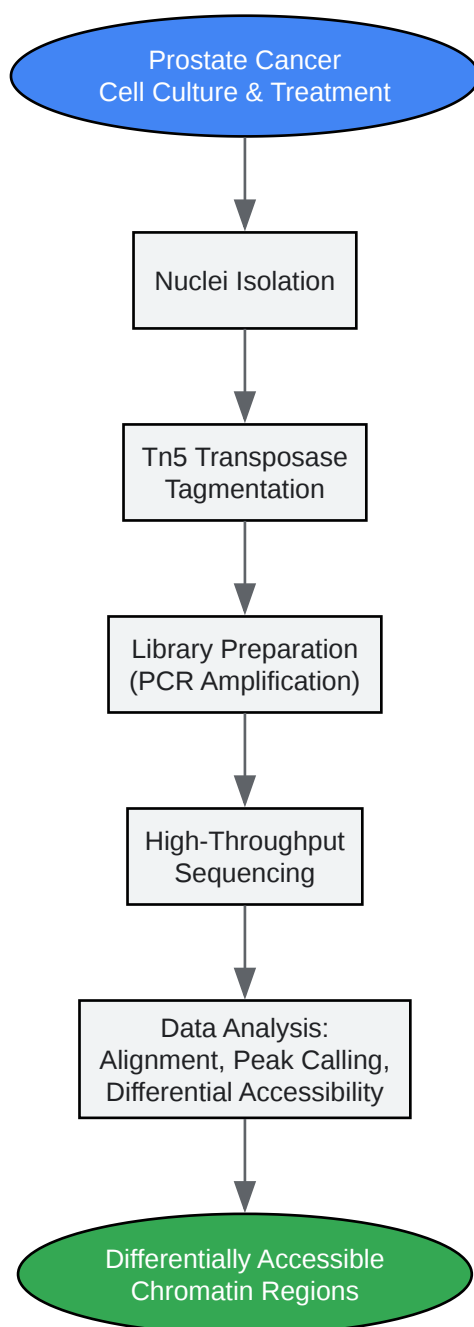 Prostate Cancer
Cell Culture & Treatment
Nuclei Isolation
Tn5 Transposase
Tagmentation
Library Preparation
(PCR Amplification)
High-Throughput
Sequencing
Data Analysis:
Alignment, Peak Calling,
Differential Accessibility
Differentially Accessible
Chromatin Regions